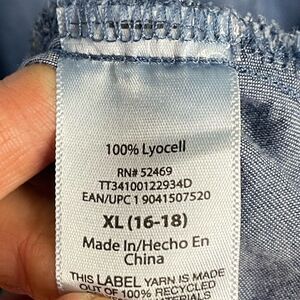 100% Lyocell
RN# 52469
TT34100122934D
EAN/UPC 1 9041507520
XL (16-18)
Made In/Hecho En
China
THIS LABEL YARN IS MADE
OUT OF 100% RECYCLED
MATERIALS